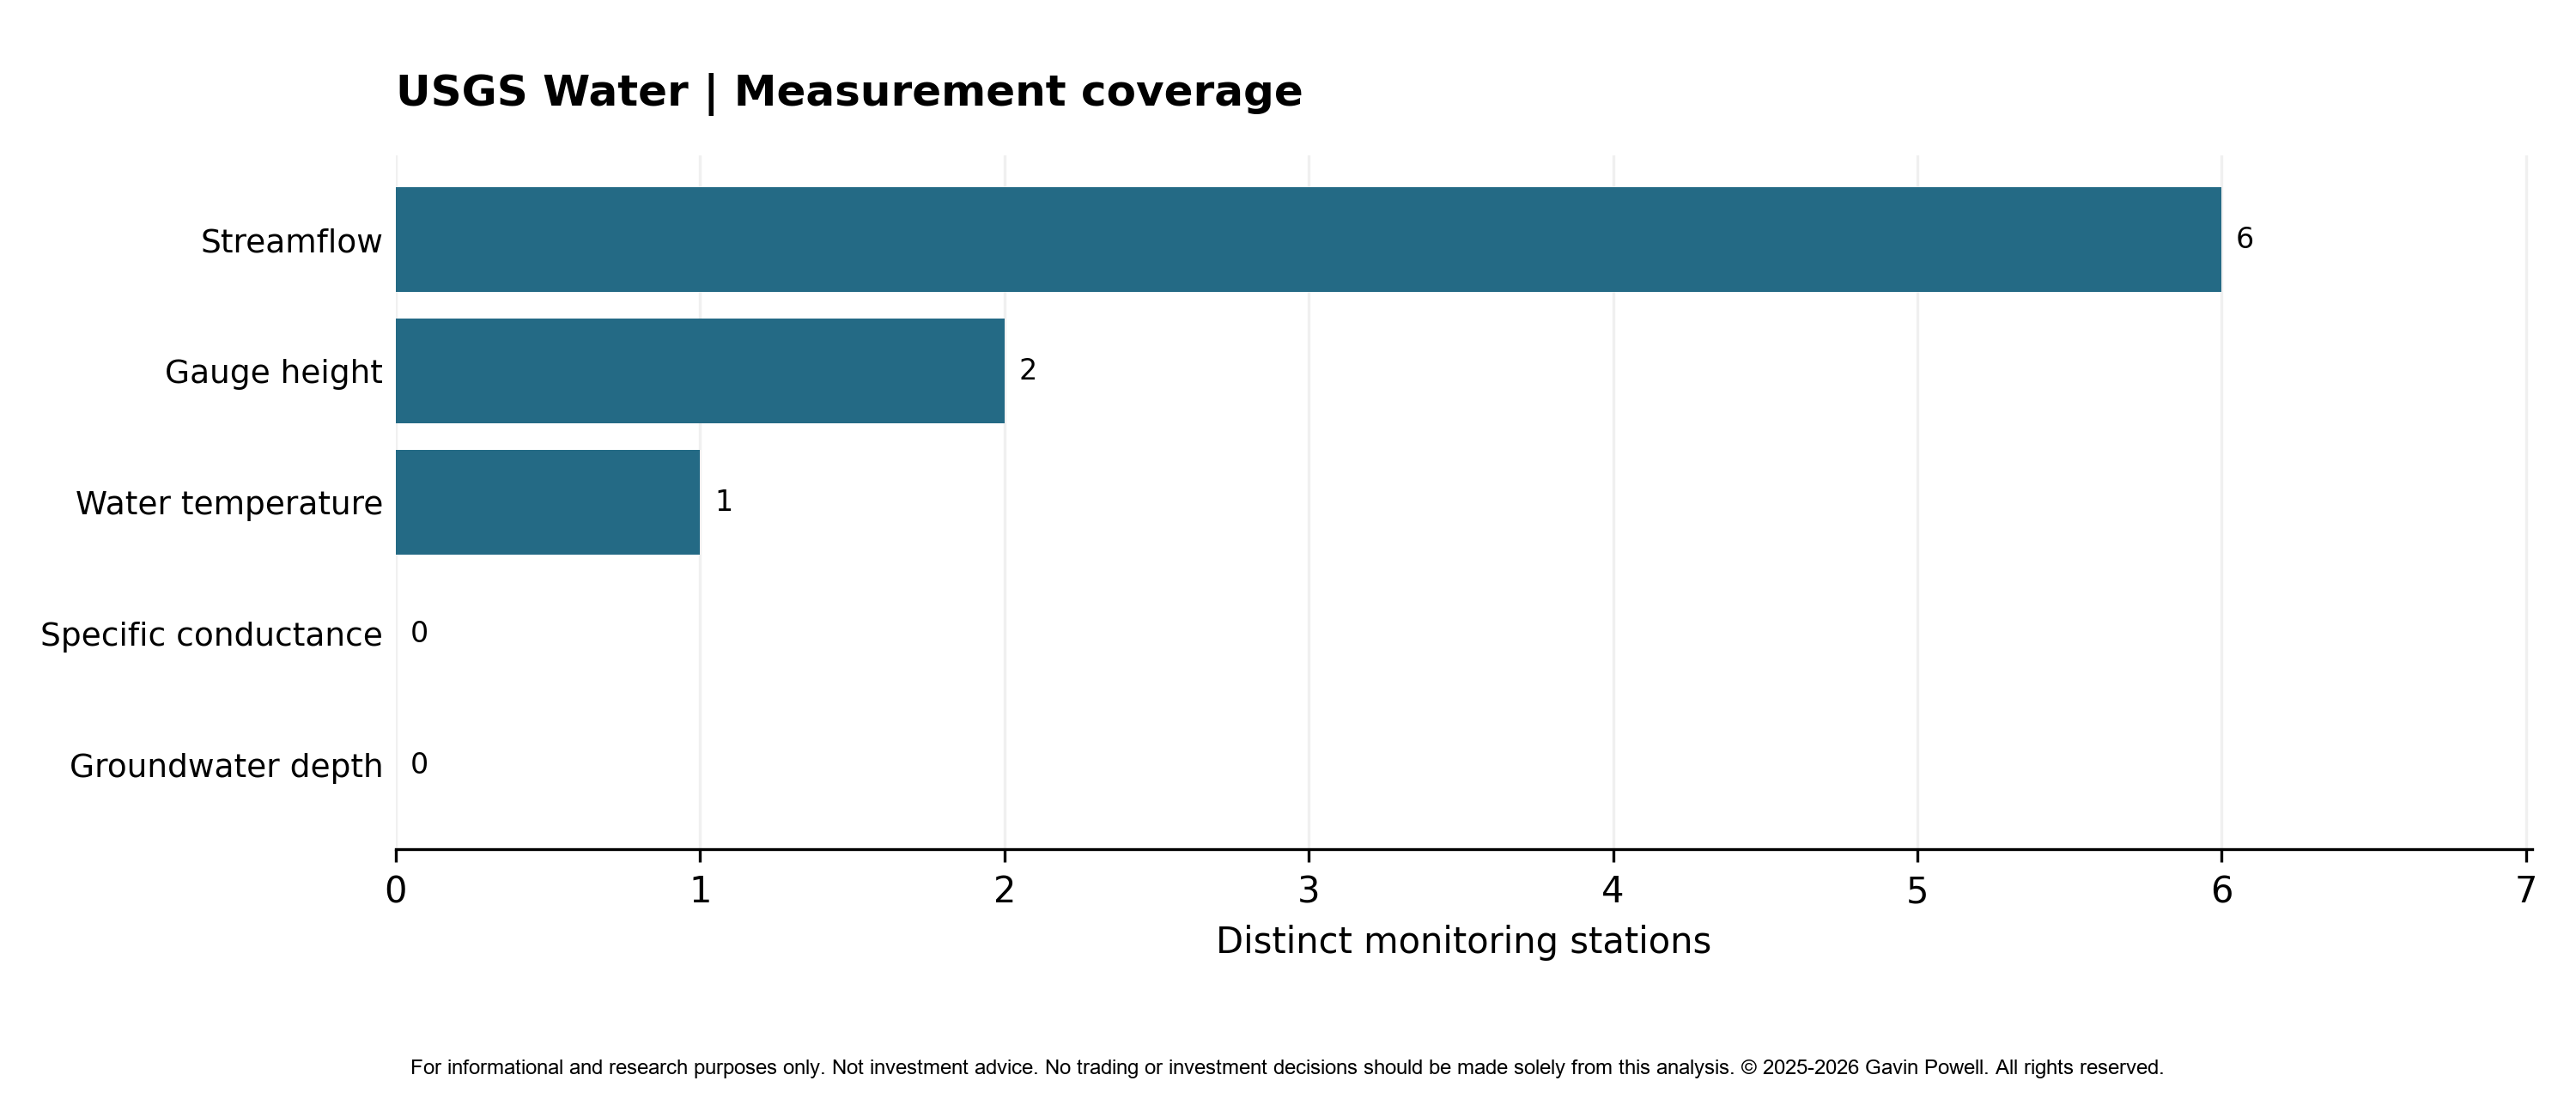 USGS Water | Measurement coverage
Streamflow
6
Gauge height
2
Water temperature
1
Specific conductance
0
Groundwater depth
0
0 1 2 3 4 5 6 7
Distinct monitoring stations
For informational and research purposes only. Not investment advice. No trading or investment decisions should be made solely from this analysis. © 2025-2026 Gavin Powell. All rights reserved.